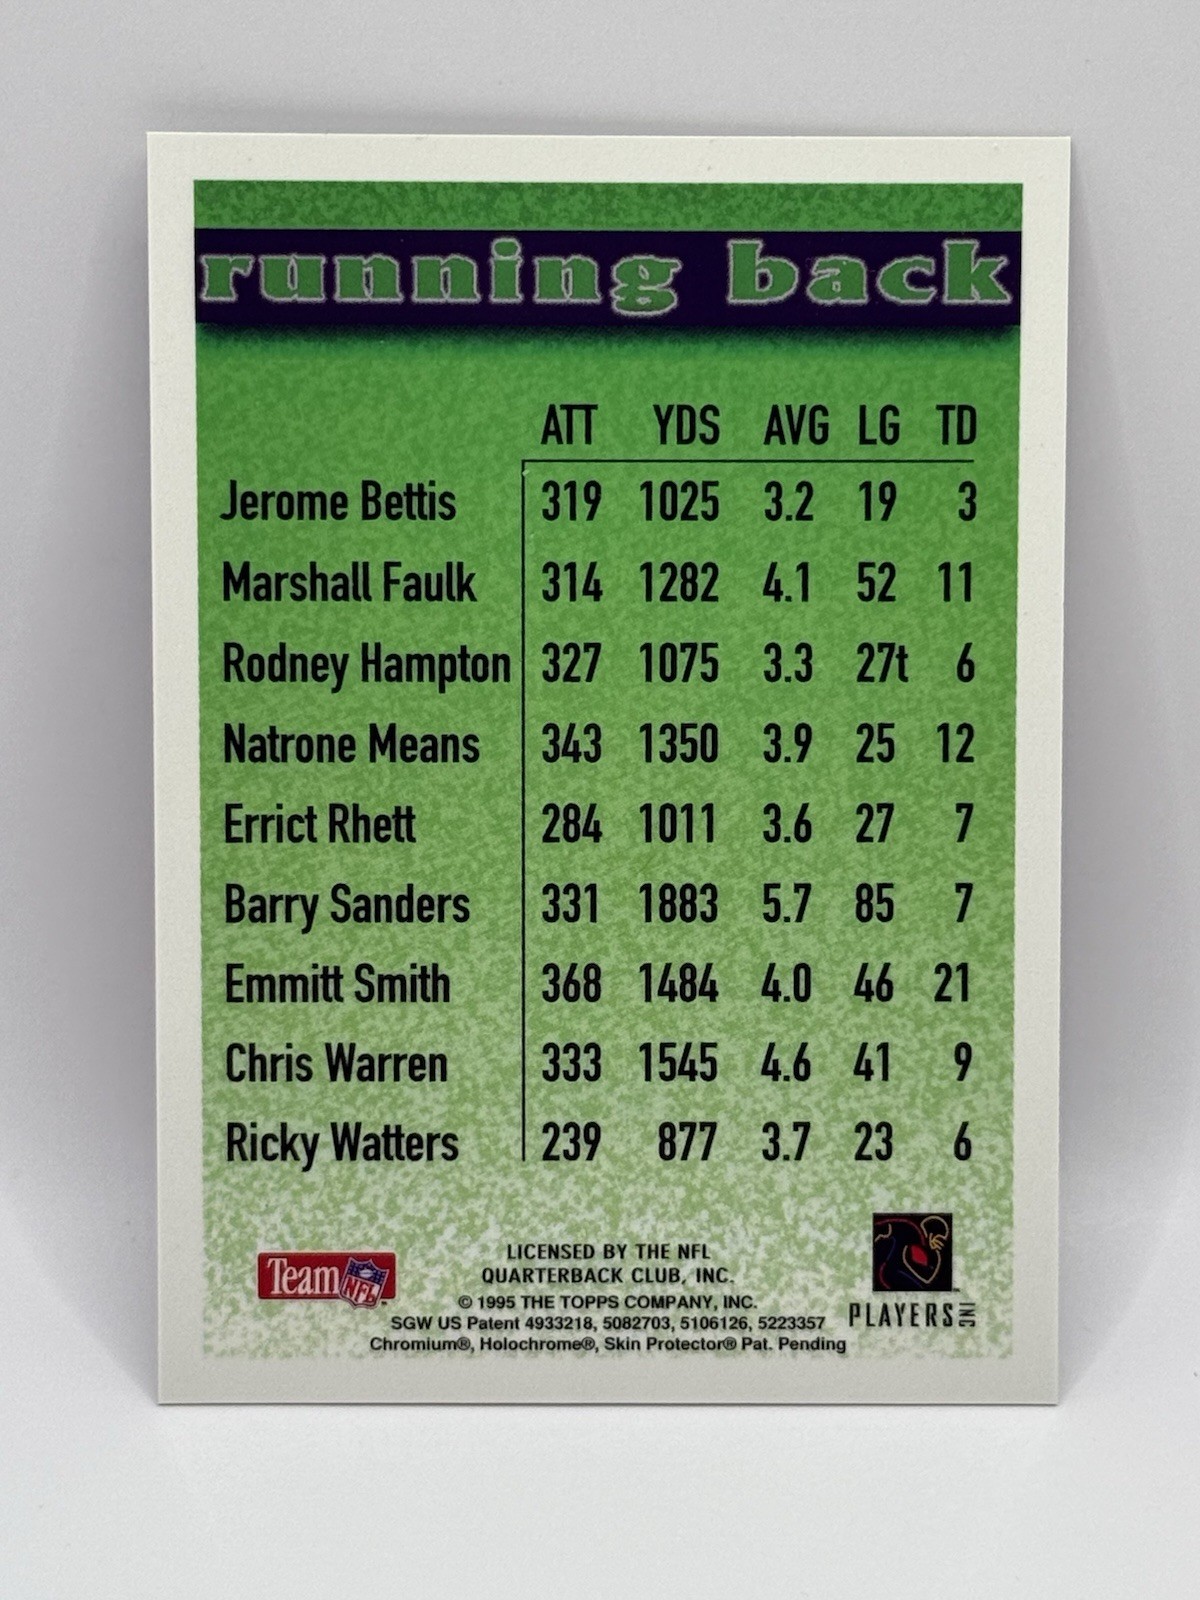 running back
ATT YDS AVG LG TD
Jerome Bettis 319 1025 3.2 19 3
Marshall Faulk 314 1282 4.1 52 11
Rodney Hampton 327 1075 3.3 27t 6
Natrone Means 343 1350 3.9 25 12
Errict Rhett 284 1011 3.6 27 7
Barry Sanders 331 1883 5.7 85 7
Emmitt Smith 368 1484 4.0 46 21
Chris Warren 333 1545 4.6 41 9
Ricky Watters 239 877 3.7 23 6
Team NFL™
LICENSED BY THE NFL
QUARTERBACK CLUB, INC.
© 1995 THE TOPPS COMPANY, INC.
SGW US Patent 4933218, 5082703, 5106126, 5223357
Chromium®, Holochrome®, Skin Protector® Pat. Pending
PLAYERS INC